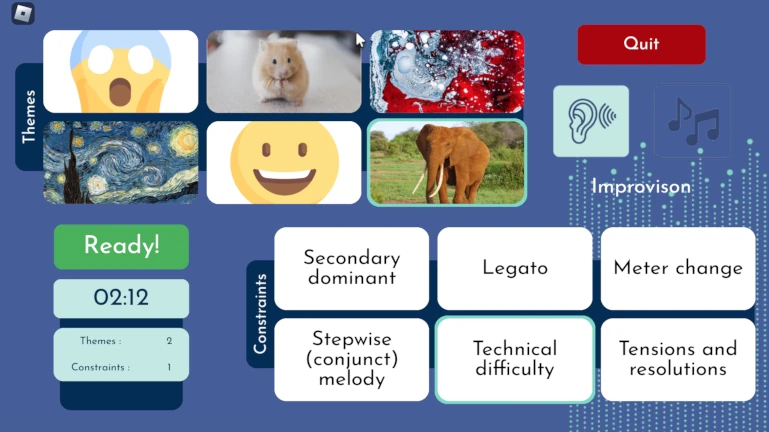 Themes
Quit
Improvison
Ready!
02:12
Themes : 2
Constraints : 1
Constraints
Secondary
dominant
Legato
Meter change
Stepwise
(conjunct)
melody
Technical
difficulty
Tensions and
resolutions